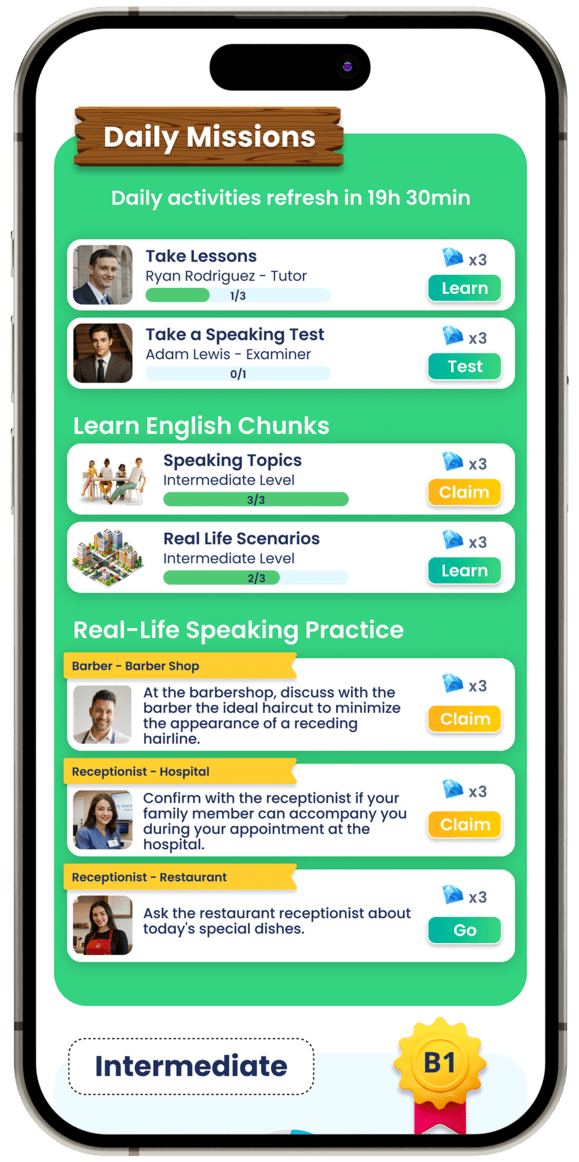 Daily Missions
Daily activities refresh in 19h 30min
Take Lessons
Ryan Rodriguez - Tutor
1/3
x3
Learn
Take a Speaking Test
Adam Lewis - Examiner
0/1
x3
Test
Learn English Chunks
Speaking Topics
Intermediate Level
3/3
x3
Claim
Real Life Scenarios
Intermediate Level
2/3
x3
Learn
Real-Life Speaking Practice
Barber - Barber Shop
At the barbershop, discuss with the
barber the ideal haircut to minimize
the appearance of a receding
hairline.
x3
Claim
Receptionist - Hospital
Confirm with the receptionist if your
family member can accompany you
during your appointment at the
hospital.
x3
Claim
Receptionist - Restaurant
Ask the restaurant receptionist about
today's special dishes.
x3
Go
Intermediate
B1